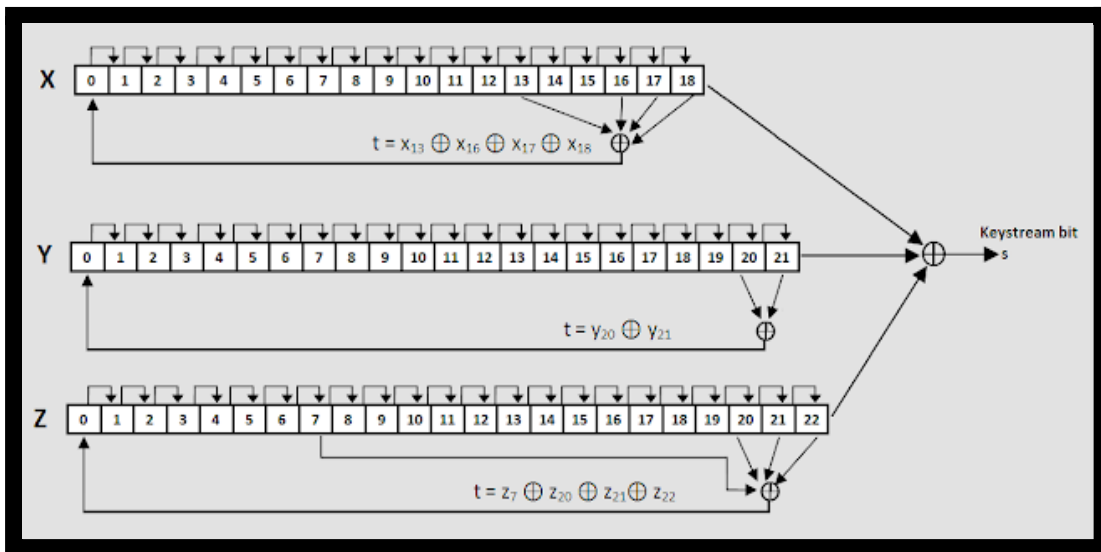 X 0 1 2 3 4 5 6 7 8 9 10 11 12 13 14 15 16 17 18
t = x₁₃ ⊕ x₁₆ ⊕ x₁₇ ⊕ x₁₈
Y 0 1 2 3 4 5 6 7 8 9 10 11 12 13 14 15 16 17 18 19 20 21
Keystream bit
s
t = y₂₀ ⊕ y₂₁
Z 0 1 2 3 4 5 6 7 8 9 10 11 12 13 14 15 16 17 18 19 20 21 22
t = z₇ ⊕ z₂₀ ⊕ z₂₁ ⊕ z₂₂